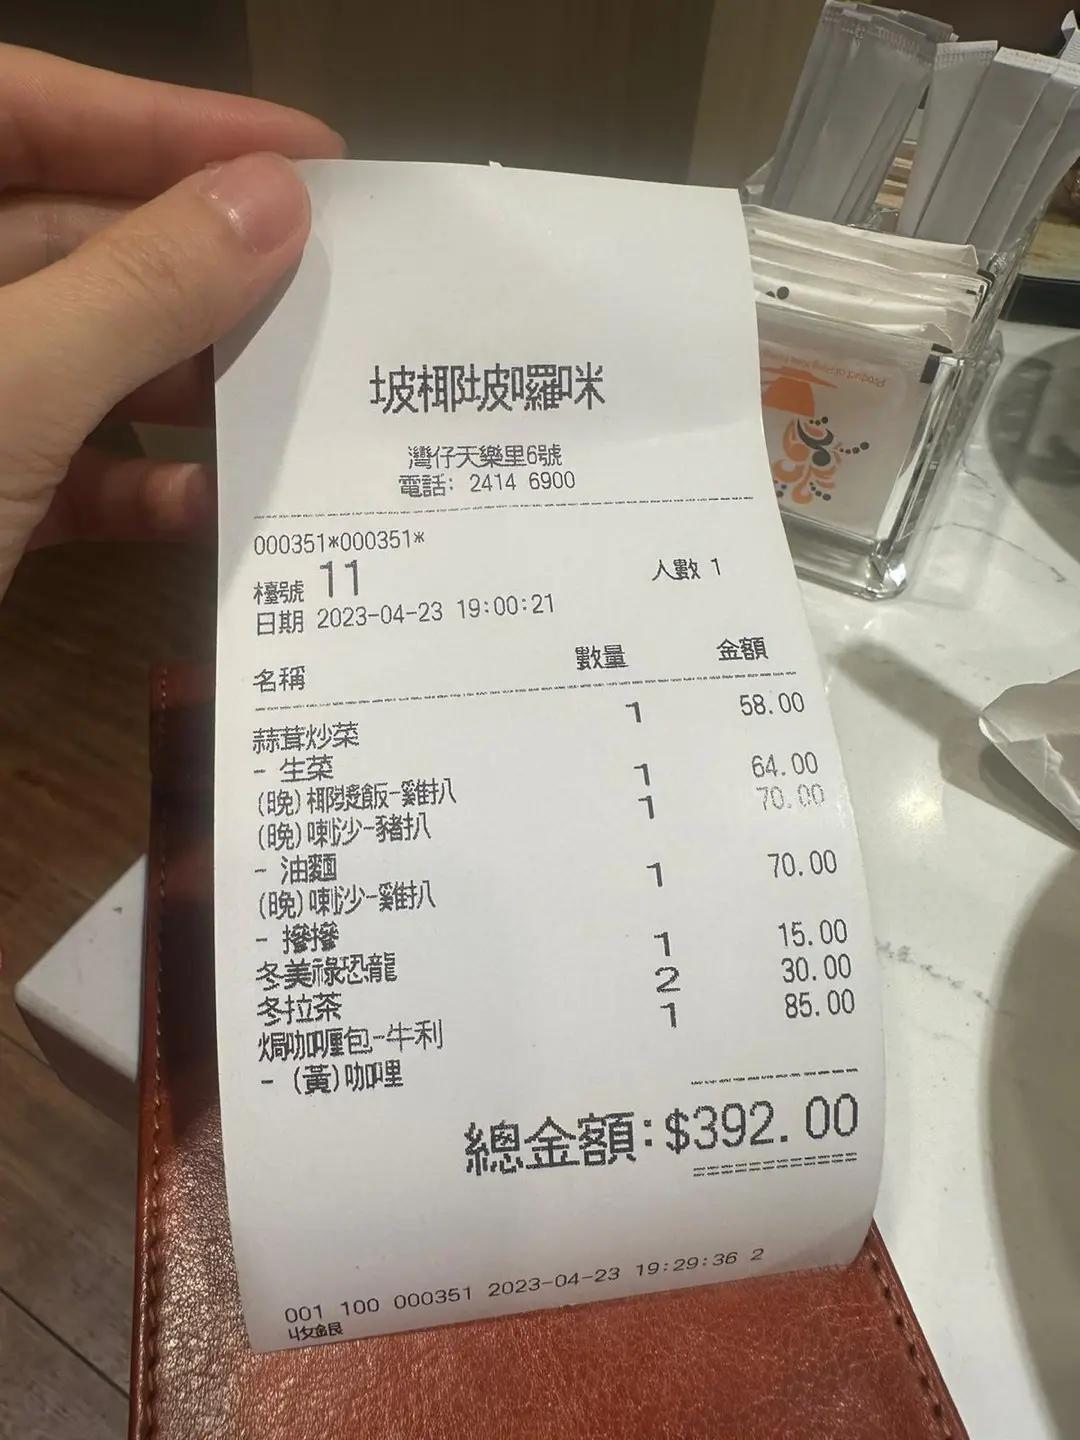 坡椰坡囉咪
灣仔天樂里6號
電話: 2414 6900
000351*000351*
檯號 11 人數 1
日期 2023-04-23 19:00:21
名稱 數量 金額
蒜茸炒菜 1 58.00
- 生菜
(晚)椰漿飯-雞扒 1 64.00
(晚)喇沙-豬扒 1 70.00
- 油麵
(晚)喇沙-雞扒 1 70.00
- 摻摻
冬美祿恐龍 1 15.00
冬拉茶 2 30.00
焗咖喱包-牛利 1 85.00
- (黃)咖哩
總金額:$392.00
001 100 000351 2023-04-23 19:29:36 2
收銀
Product of Hong Kong